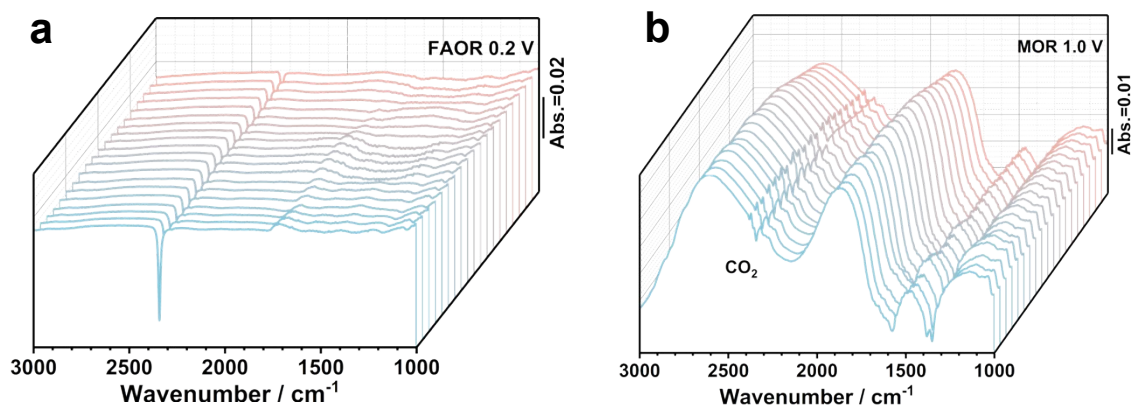 a
FAOR 0.2 V
Abs.=0.02
3000 2500 2000 1500 1000
Wavenumber / cm-1
b
MOR 1.0 V
Abs.=0.01
CO2
3000 2500 2000 1500 1000
Wavenumber / cm-1